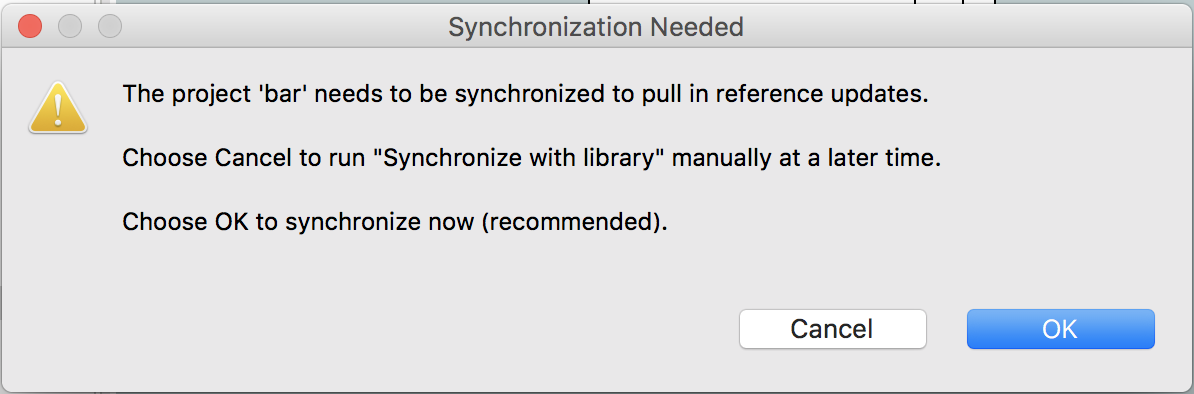 Synchronization Needed
The project 'bar' needs to be synchronized to pull in reference updates.
Choose Cancel to run "Synchronize with library" manually at a later time.
Choose OK to synchronize now (recommended).
Cancel OK